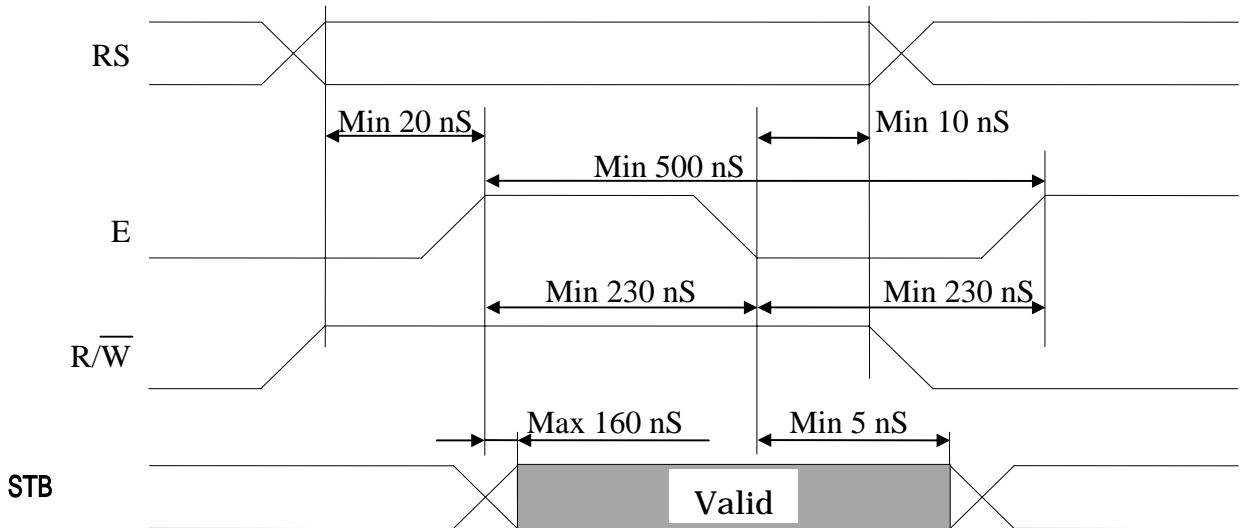 RS
Min 20 nS
Min 10 nS
Min 500 nS
E
Min 230 nS
Min 230 nS
R/W̅
Max 160 nS
Min 5 nS
STB
Valid